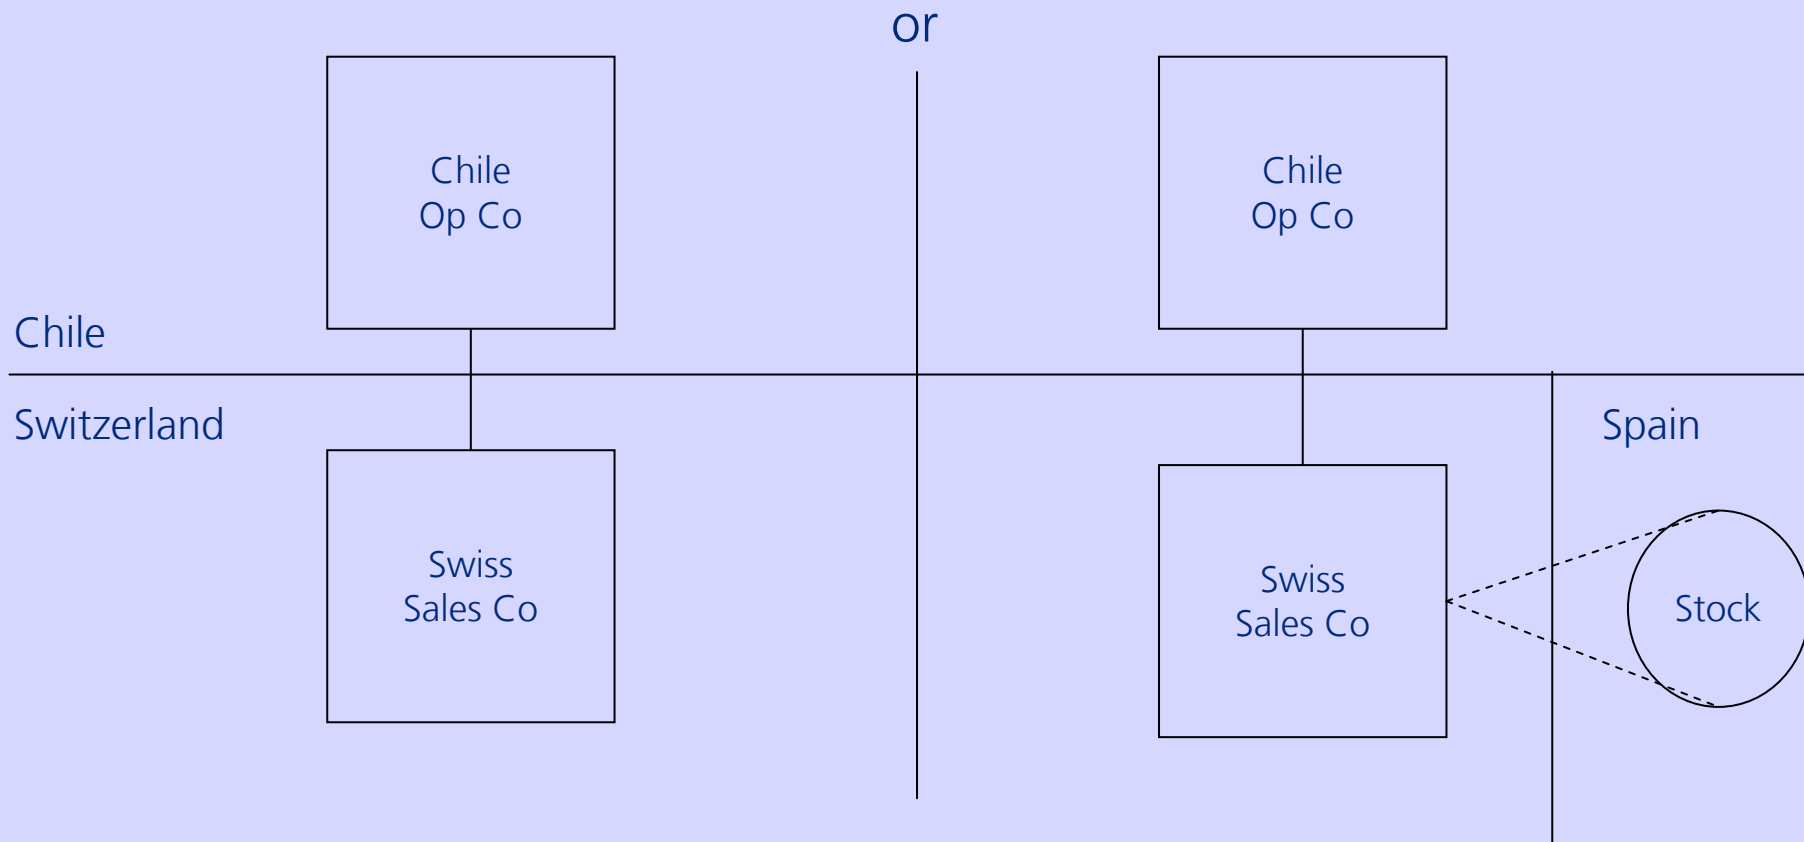 or
Chile
Op Co
Chile
Op Co
Chile
Switzerland
Spain
Swiss
Sales Co
Swiss
Sales Co
Stock